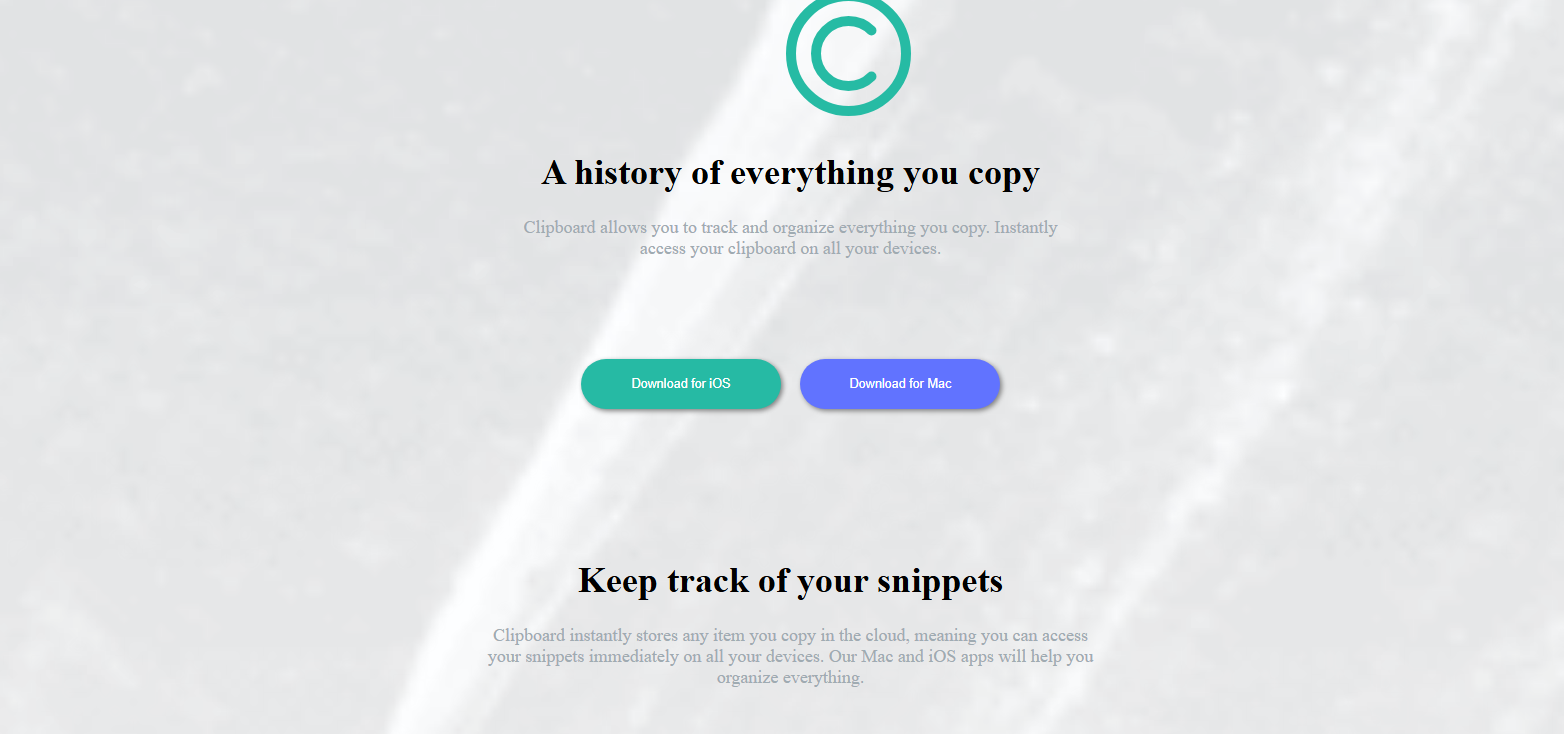 C
A history of everything you copy
Clipboard allows you to track and organize everything you copy. Instantly
access your clipboard on all your devices.
Download for iOS
Download for Mac
Keep track of your snippets
Clipboard instantly stores any item you copy in the cloud, meaning you can access
your snippets immediately on all your devices. Our Mac and iOS apps will help you
organize everything.